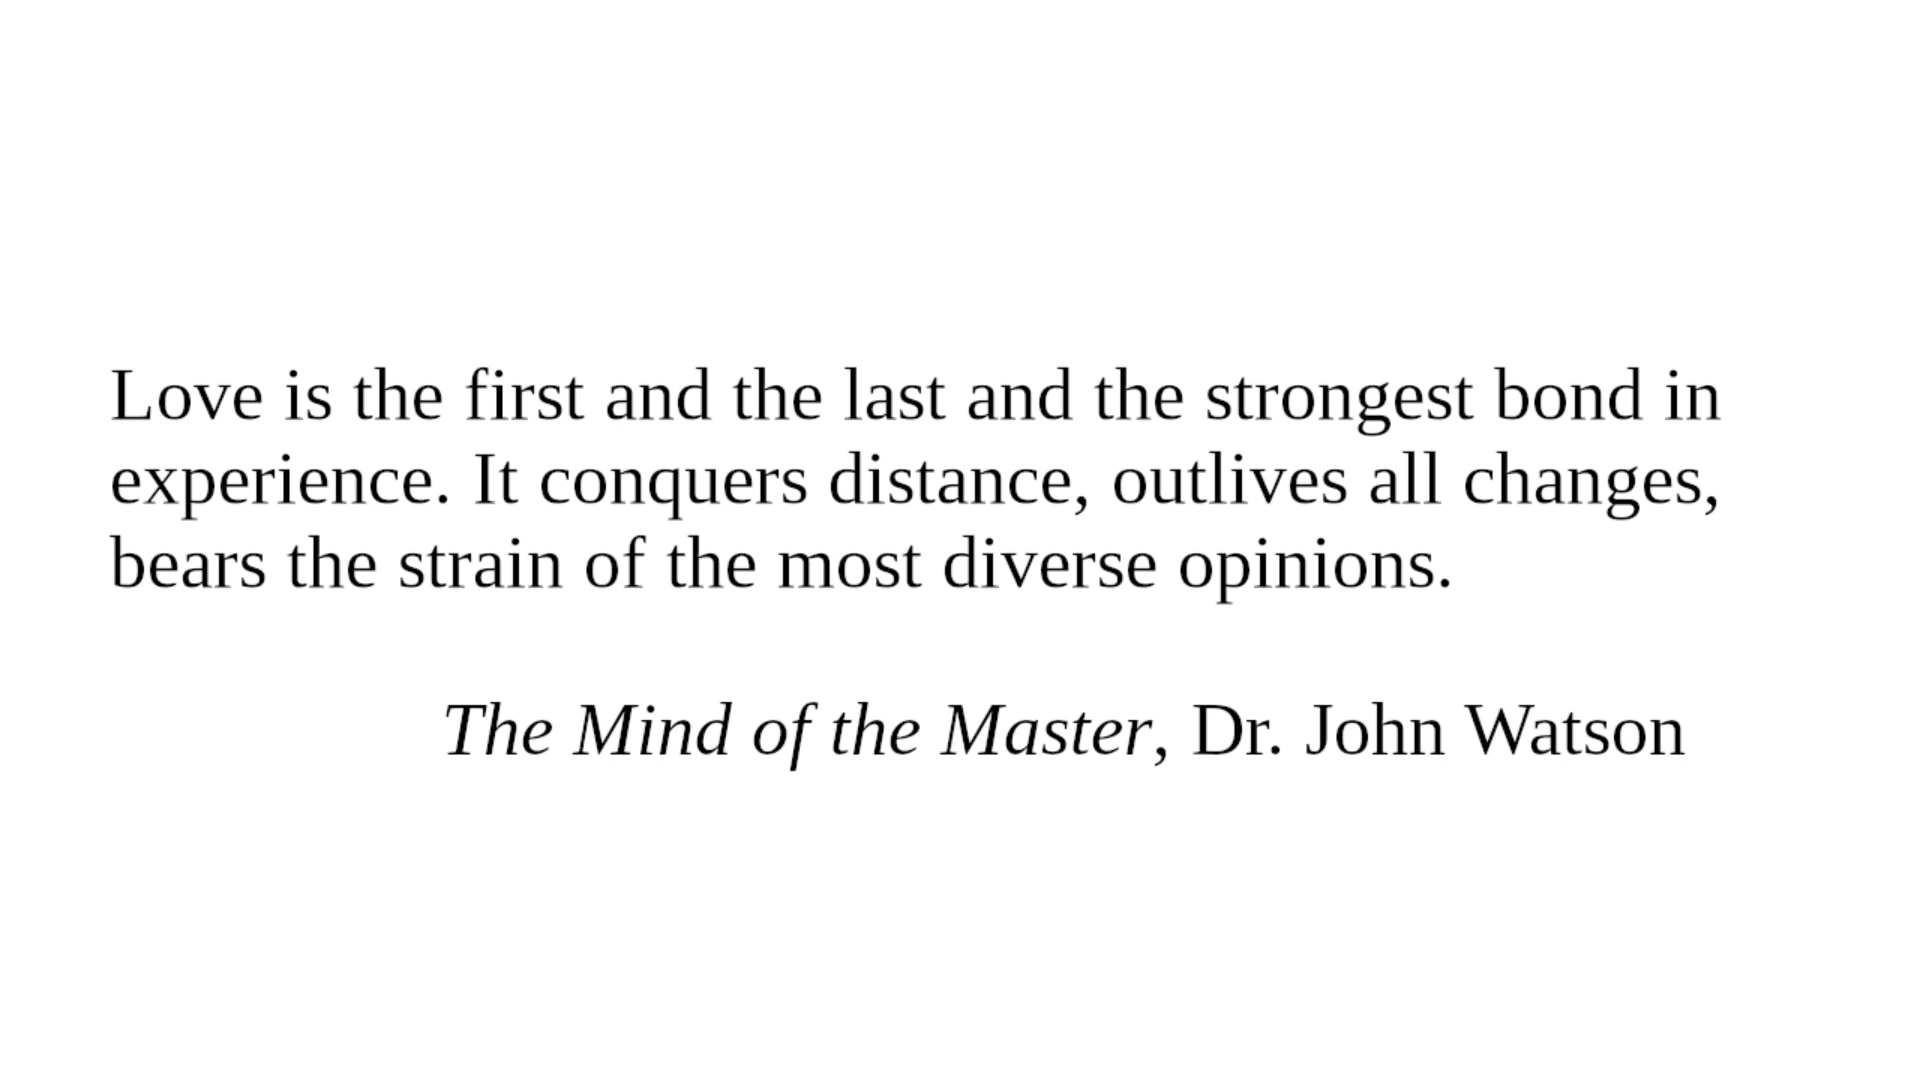 Love is the first and the last and the strongest bond in
experience. It conquers distance, outlives all changes,
bears the strain of the most diverse opinions.
The Mind of the Master, Dr. John Watson